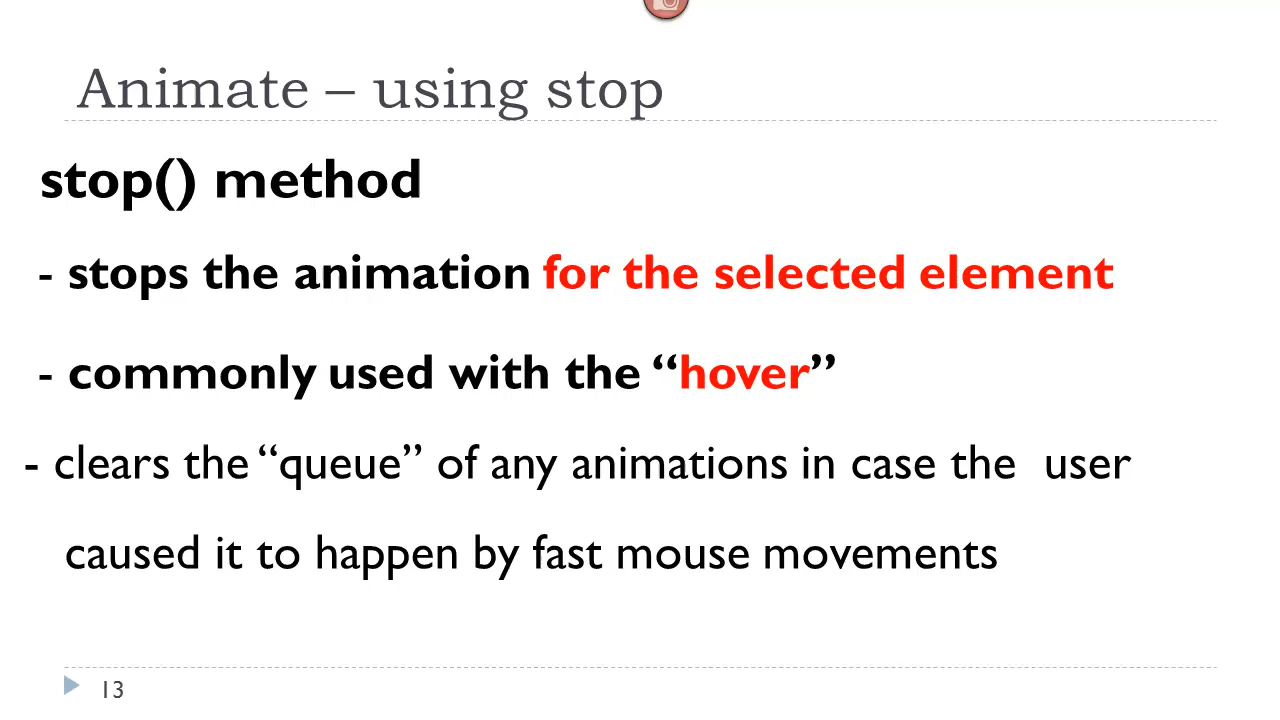 Animate – using stop
stop() method
- stops the animation for the selected element
- commonly used with the “hover”
- clears the “queue” of any animations in case the user
caused it to happen by fast mouse movements
13